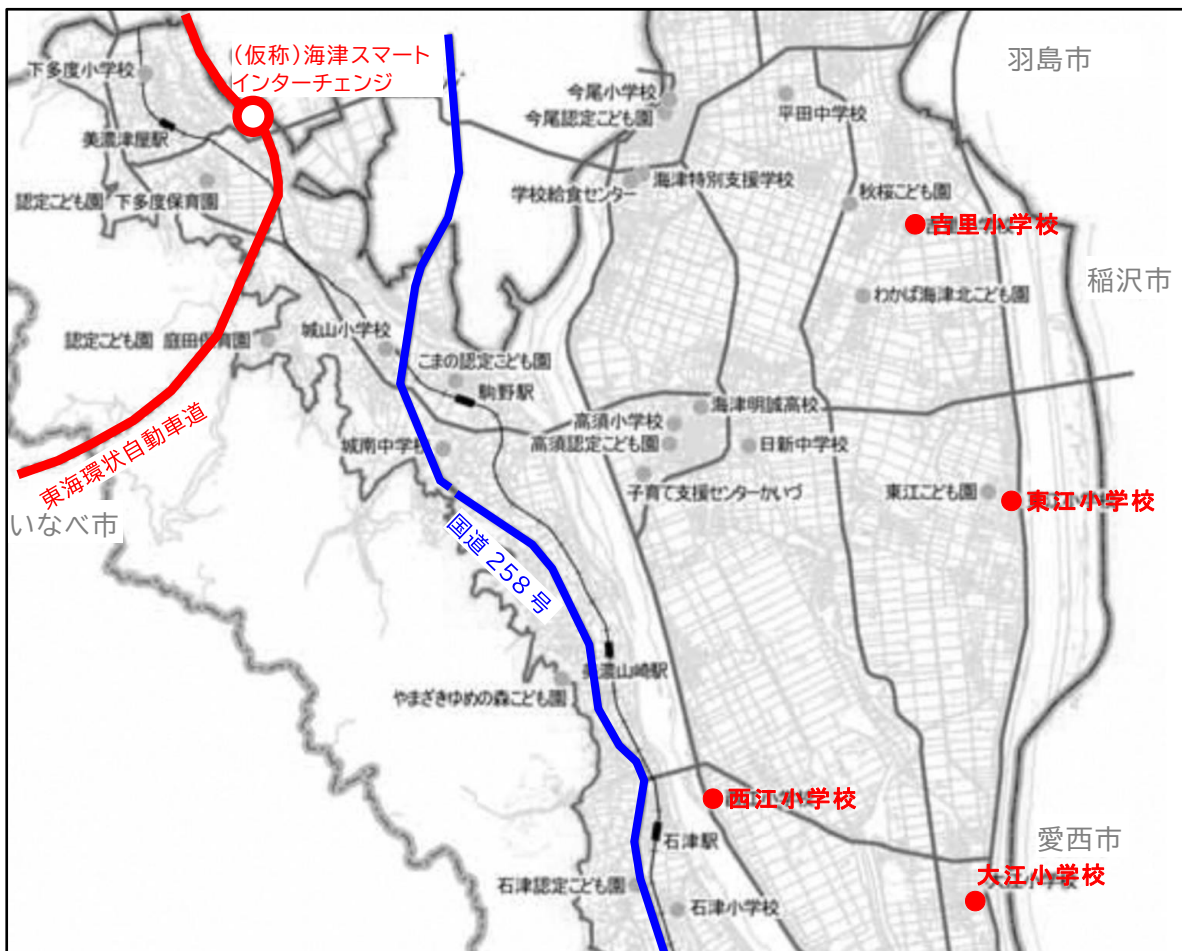 (仮称)海津スマート
インターチェンジ
羽島市
下多度小学校
今尾小学校
今尾認定こども園
平田中学校
美濃津屋駅
学校給食センター
海津特別支援学校
認定こども園 下多度保育園
秋桜こども園
吉里小学校
稲沢市
わかば海津北こども園
城山小学校
認定こども園 庭田保育園
こまの認定こども園
駒野駅
海津明誠高校
高須小学校
高須認定こども園
日新中学校
城南中学校
東海環状自動車道
子育て支援センターかいづ
東江こども園
東江小学校
いなべ市
国道258号
美濃山崎駅
やまざきゆめの森こども園
西江小学校
石津駅
愛西市
大江小学校
石津認定こども園
石津小学校